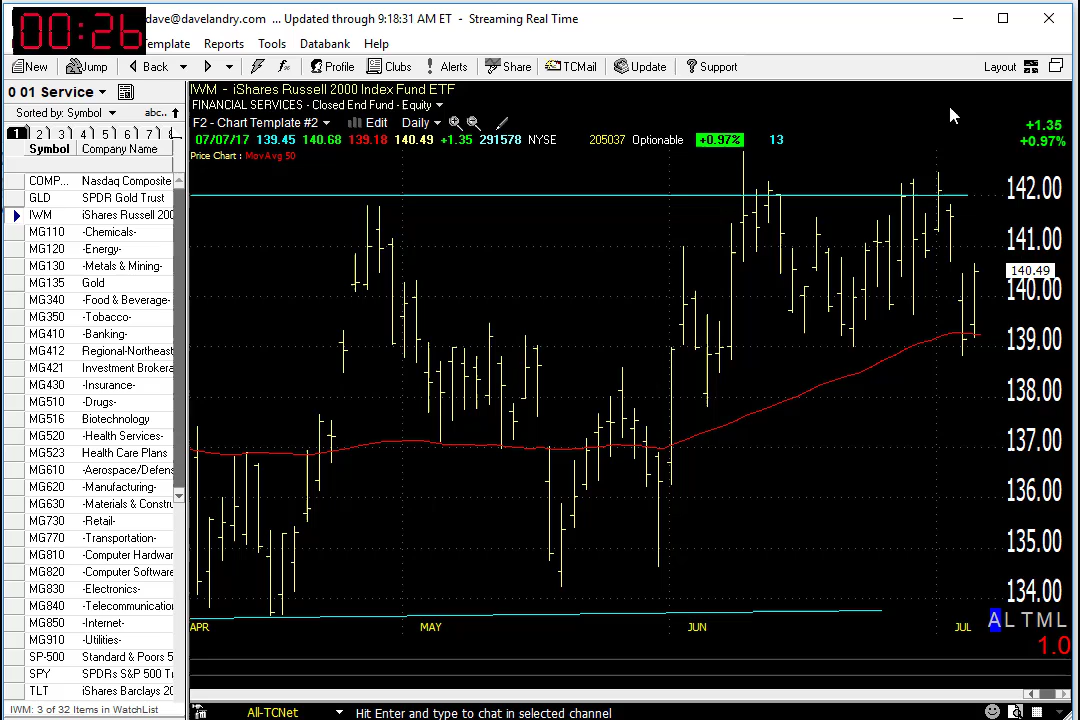 00:26
dave@davelandry.com ... Updated through 9:18:31 AM ET - Streaming Real Time
Template Reports Tools Databank Help
New Jump Back Profile Clubs Alerts Share TCMail Update Support Layout
0 01 Service
IWM - iShares Russell 2000 Index Fund ETF
FINANCIAL SERVICES - Closed End Fund - Equity
Sorted by: Symbol abc..
F2 - Chart Template #2 Edit Daily
1 2 3 4 5 6 7 8
07/07/17 139.45 140.68 139.18 140.49 +1.35 291578 NYSE 205037 Optionable +0.97% 13
+1.35
+0.97%
Symbol Company Name
Price Chart : MovAvg 50
COMP... Nasdaq Composite
GLD SPDR Gold Trust
IWM iShares Russell 200
MG110 -Chemicals-
MG120 -Energy-
MG130 -Metals & Mining-
MG135 Gold
MG340 -Food & Beverage-
MG350 -Tobacco-
MG410 -Banking-
MG412 Regional-Northeast
MG421 Investment Brokera
MG430 -Insurance-
MG510 -Drugs-
MG516 Biotechnology
MG520 -Health Services-
MG523 Health Care Plans
MG610 -Aerospace/Defens
MG620 -Manufacturing-
MG630 -Materials & Constru
MG730 -Retail-
MG770 -Transportation-
MG810 -Computer Hardwar
MG820 -Computer Software
MG830 -Electronics-
MG840 -Telecommunication
MG850 -Internet-
MG910 -Utilities-
SP-500 Standard & Poors 5
SPY SPDRs S&P 500 T
TLT iShares Barclays 20
142.00
141.00
140.49
140.00
139.00
138.00
137.00
136.00
135.00
134.00
APR MAY JUN JUL
A L T M L
1.0
IWM: 3 of 32 Items in WatchList
All-TCNet Hit Enter and type to chat in selected channel